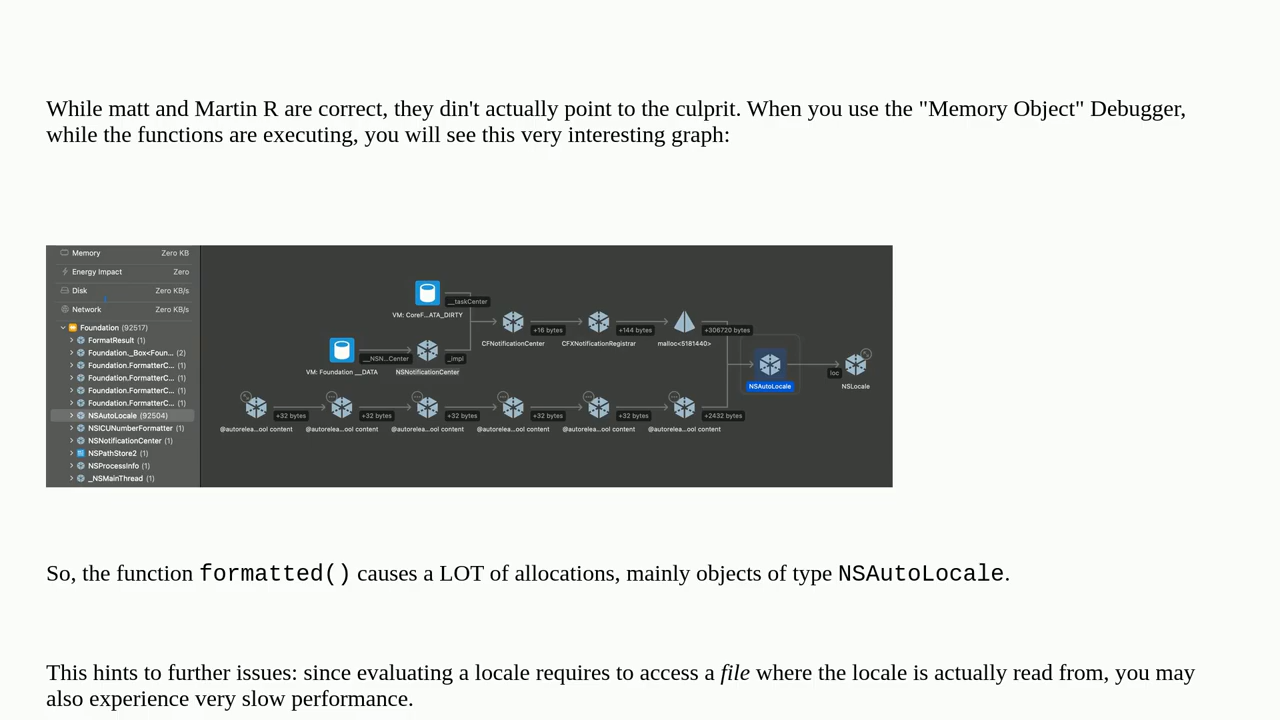 While matt and Martin R are correct, they din't actually point to the culprit. When you use the "Memory Object" Debugger,
while the functions are executing, you will see this very interesting graph:
Memory Zero KB
Energy Impact Zero
Disk Zero KB/s
Network Zero KB/s
Foundation (92517)
FormatResult (1)
Foundation._Box<Foun... (2)
Foundation.FormatterC... (1)
Foundation.FormatterC... (1)
Foundation.FormatterC... (1)
Foundation.FormatterC... (1)
NSAutoLocale (92504)
NSICUNumberFormatter (1)
NSNotificationCenter (1)
NSPathStore2 (1)
NSProcessInfo (1)
_NSMainThread (1)
__taskCenter
VM: CoreF...ATA_DIRTY
+16 bytes +144 bytes +306720 bytes
CFNotificationCenter CFXNotificationRegistrar malloc<5181440>
__NSN...Center _impl
VM: Foundation __DATA NSNotificationCenter
loc
NSAutoLocale NSLocale
+32 bytes +32 bytes +32 bytes +32 bytes +32 bytes +2432 bytes
@autorelea...ool content @autorelea...ool content @autorelea...ool content @autorelea...ool content @autorelea...ool content @autorelea...ool content
So, the function formatted() causes a LOT of allocations, mainly objects of type NSAutoLocale.
This hints to further issues: since evaluating a locale requires to access a file where the locale is actually read from, you may
also experience very slow performance.